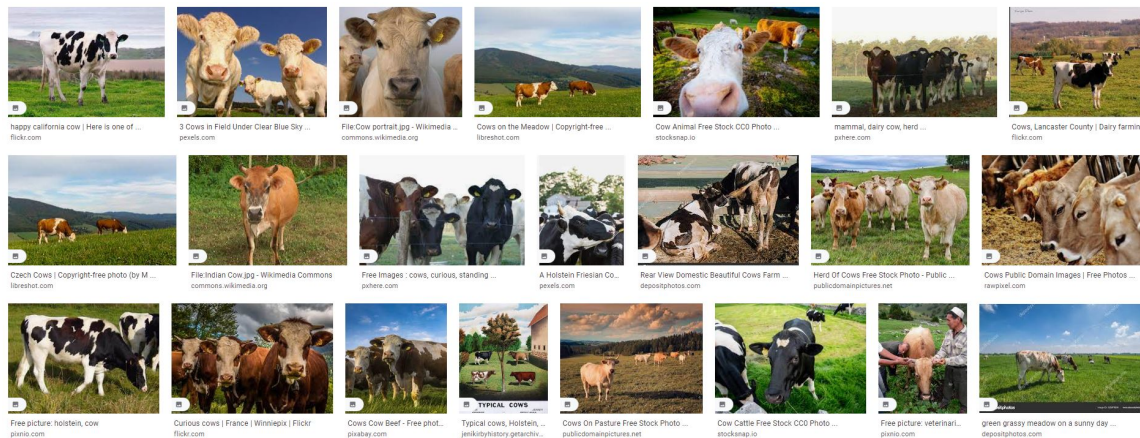 happy california cow | Here is one of ...
flickr.com
3 Cows in Field Under Clear Blue Sky ...
pexels.com
File:Cow portrait.jpg - Wikimedia ...
commons.wikimedia.org
Cows on the Meadow | Copyright-free ...
libreshot.com
Cow Animal Free Stock CC0 Photo ...
stocksnap.io
mammal, dairy cow, herd ...
pxhere.com
Cows, Lancaster County | Dairy farmin
flickr.com
Czech Cows | Copyright-free photo (by M ...
libreshot.com
File:Indian Cow.jpg - Wikimedia Commons
commons.wikimedia.org
Free Images : cows, curious, standing ...
pxhere.com
A Holstein Friesian Co...
pexels.com
Rear View Domestic Beautiful Cows Farm ...
depositphotos.com
Herd Of Cows Free Stock Photo - Public ...
publicdomainpictures.net
Cows Public Domain Images | Free Photos ...
rawpixel.com
Free picture: holstein, cow
pixnio.com
Curious cows | France | Winniepix | Flickr
flickr.com
Cows Cow Beef - Free phot...
pixabay.com
TYPICAL COWS
Typical cows, Holstein, ...
jenikirbyhistory.getarchiv...
Cows On Pasture Free Stock Photo ...
publicdomainpictures.net
Cow Cattle Free Stock CC0 Photo ...
stocksnap.io
Free picture: veterinari...
pixnio.com
green grassy meadow on a sunny day ...
depositphotos.com